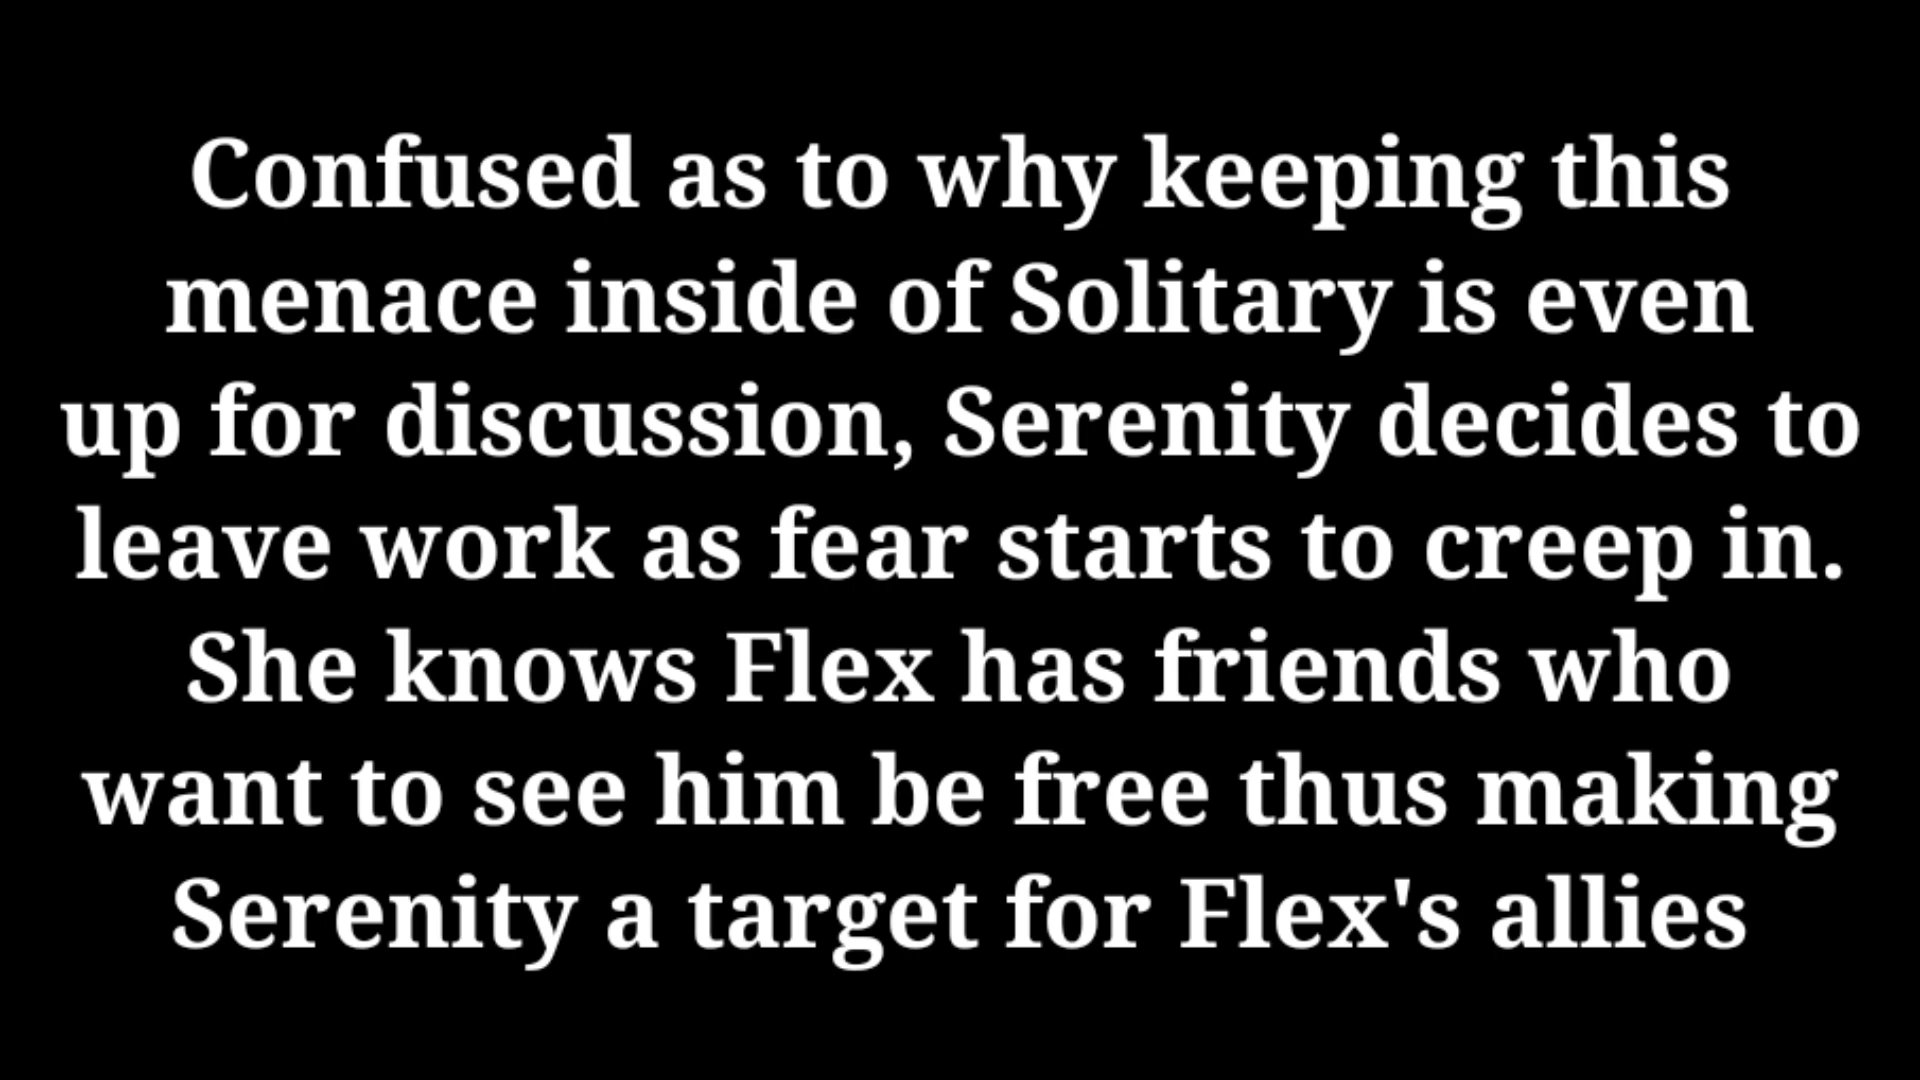 Confused as to why keeping this
menace inside of Solitary is even
up for discussion, Serenity decides to
leave work as fear starts to creep in.
She knows Flex has friends who
want to see him be free thus making
Serenity a target for Flex's allies